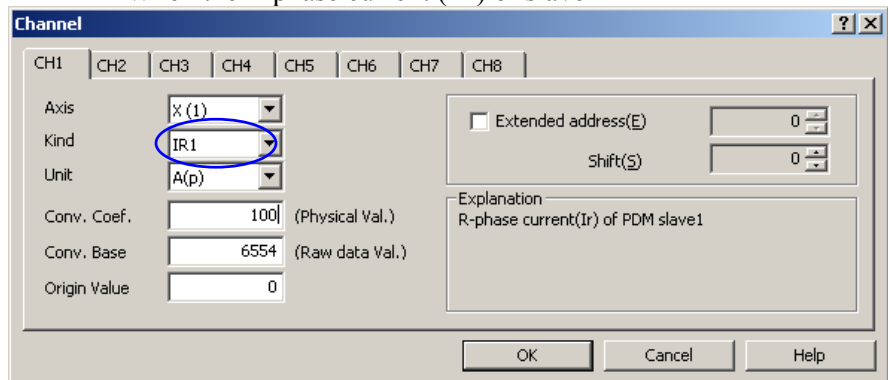 Channel
CH1 CH2 CH3 CH4 CH5 CH6 CH7 CH8
Axis X (1)
Kind IR1
Unit A(p)
Conv. Coef. 100 (Physical Val.)
Conv. Base 6554 (Raw data Val.)
Origin Value 0
Extended address(E) 0
Shift(S) 0
Explanation
R-phase current(Ir) of PDM slave1
OK Cancel Help